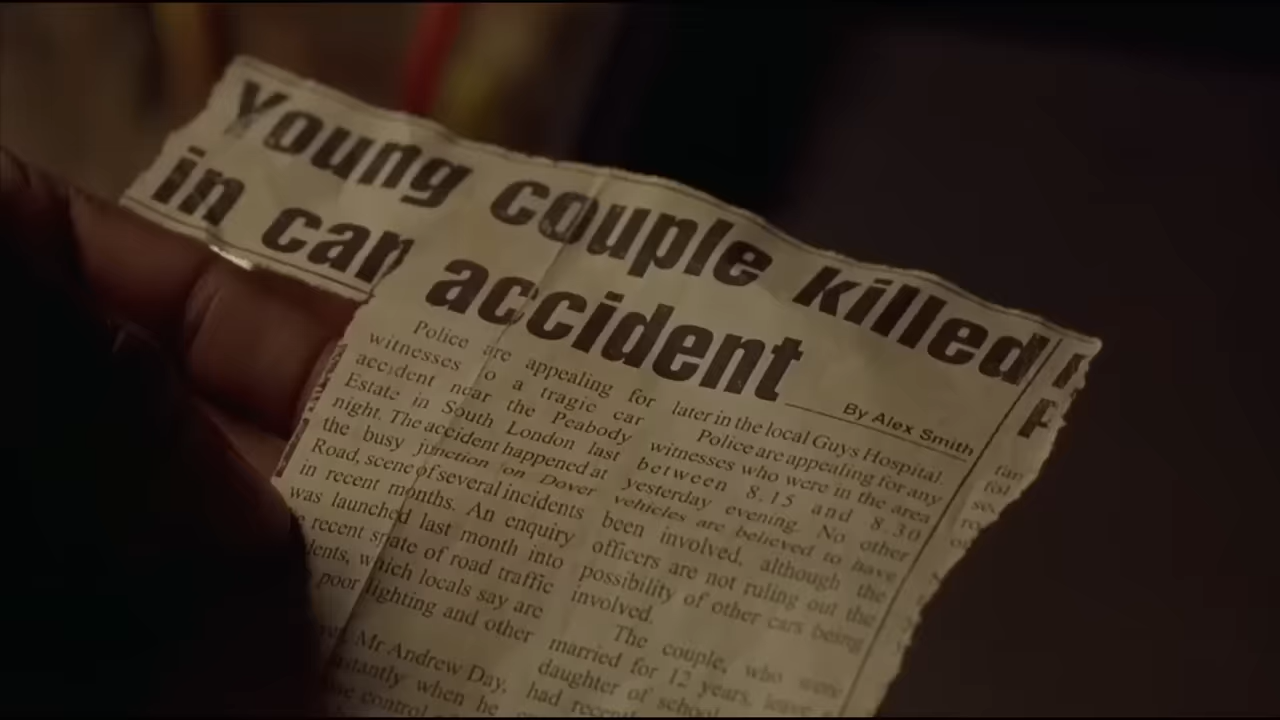 Young couple killed
in car accident
By Alex Smith
Police are appealing for
witnesses to a tragic car
accident near the Peabody
Estate in South London last
night. The accident happened at
the busy junction on Dover
Road, scene of several incidents
in recent months. An enquiry
was launched last month into
recent spate of road traffic
dents, which locals say are
poor lighting and other
Mr Andrew Day,
stantly when he
control
later in the local Guys Hospital.
Police are appealing for any
witnesses who were in the area
between 8.15 and 8.30
yesterday evening. No other
vehicles are believed to have
been involved, although the
officers are not ruling out the
possibility of other cars being
involved.
The couple, who were
married for 12 years, leave
daughter of school
had recent